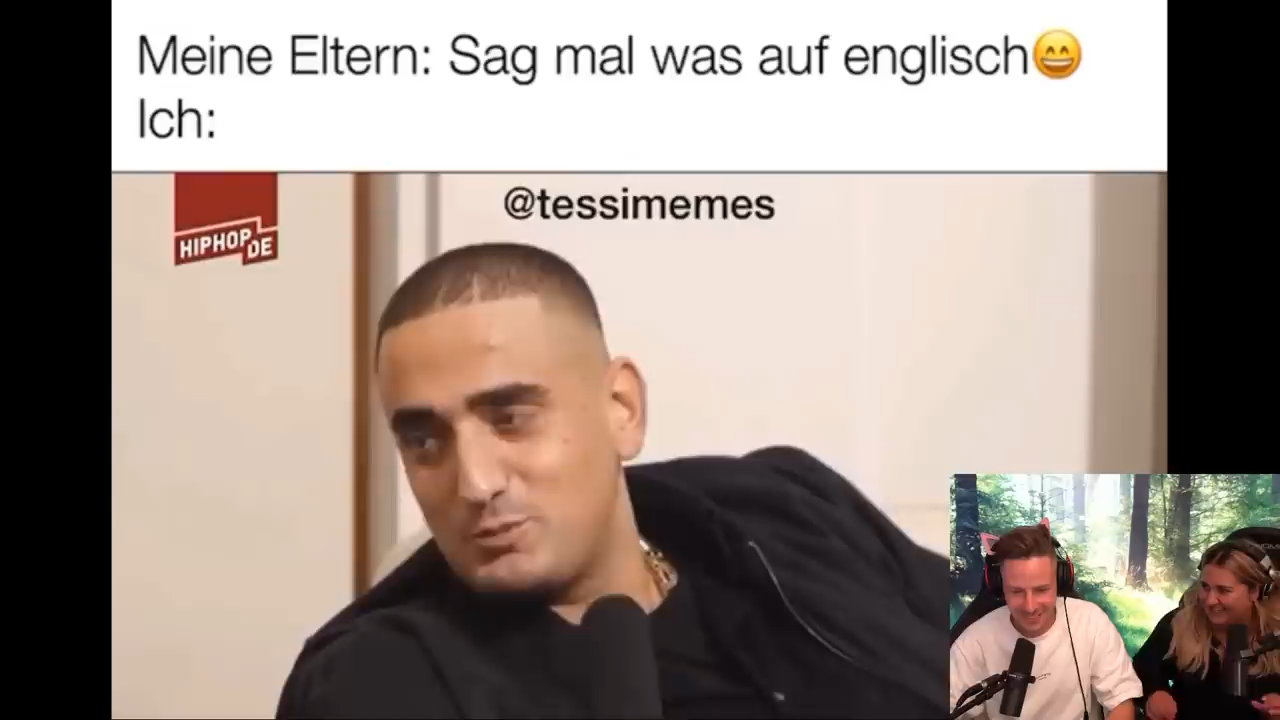 Meine Eltern: Sag mal was auf englisch😄
Ich:
@tessimemes
HIPHOP
DE